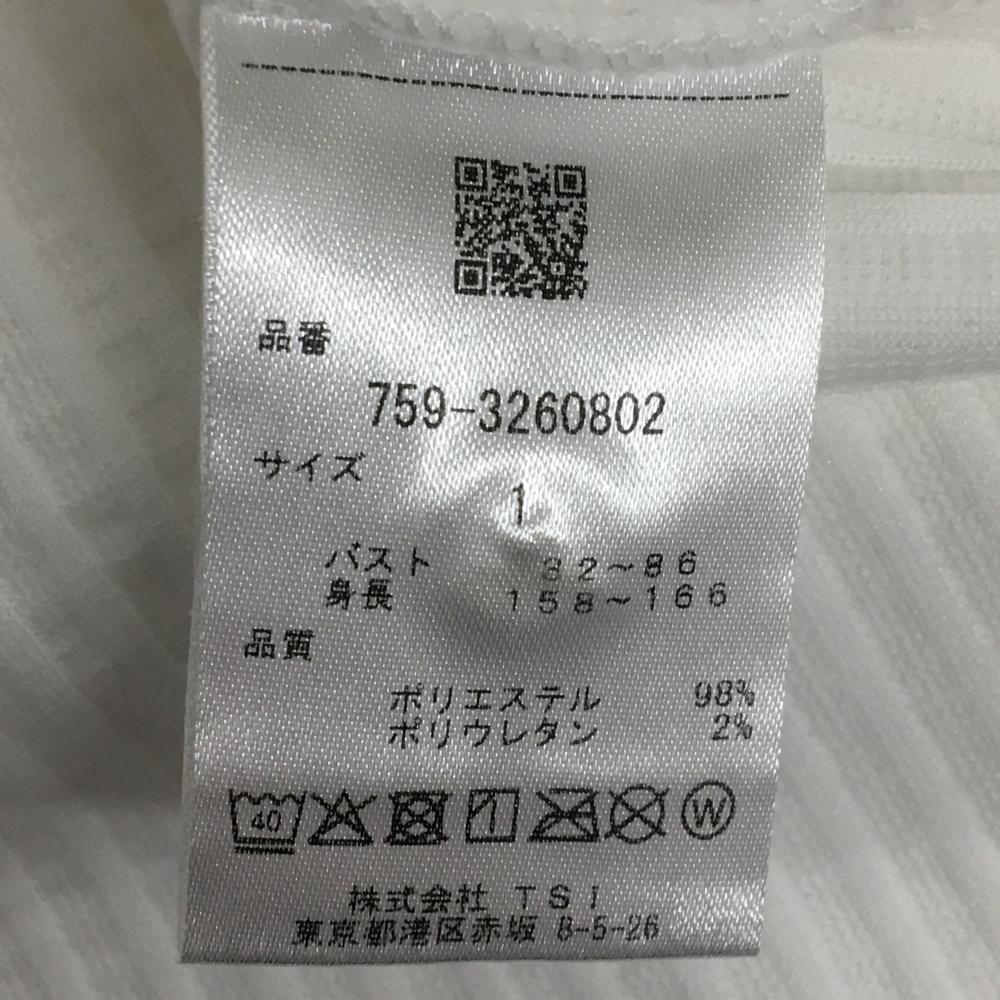 品番
759-3260802
サイズ
1
バスト 82～86
身長 158～166
品質
ポリエステル 98%
ポリウレタン 2%
40 W
株式会社 TSI
東京都港区赤坂 8-5-26